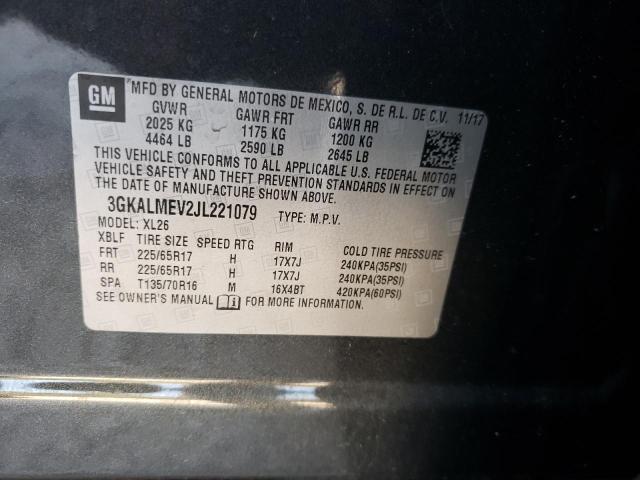 GM
MFD BY GENERAL MOTORS DE MEXICO, S. DE R.L. DE C.V. 11/17
GVWR GAWR FRT GAWR RR
2025 KG 1175 KG 1200 KG
4464 LB 2590 LB 2645 LB
THIS VEHICLE CONFORMS TO ALL APPLICABLE U.S. FEDERAL MOTOR
VEHICLE SAFETY AND THEFT PREVENTION STANDARDS IN EFFECT ON
THE DATE OF MANUFACTURE SHOWN ABOVE.
3GKALMEV2JL221079 TYPE: M.P.V.
MODEL: XL26
XBLF TIRE SIZE SPEED RTG RIM COLD TIRE PRESSURE
FRT 225/65R17 H 17X7J 240KPA(35PSI)
RR 225/65R17 H 17X7J 240KPA(35PSI)
SPA T135/70R16 M 16X4BT 420KPA(60PSI)
SEE OWNER'S MANUAL FOR MORE INFORMATION.